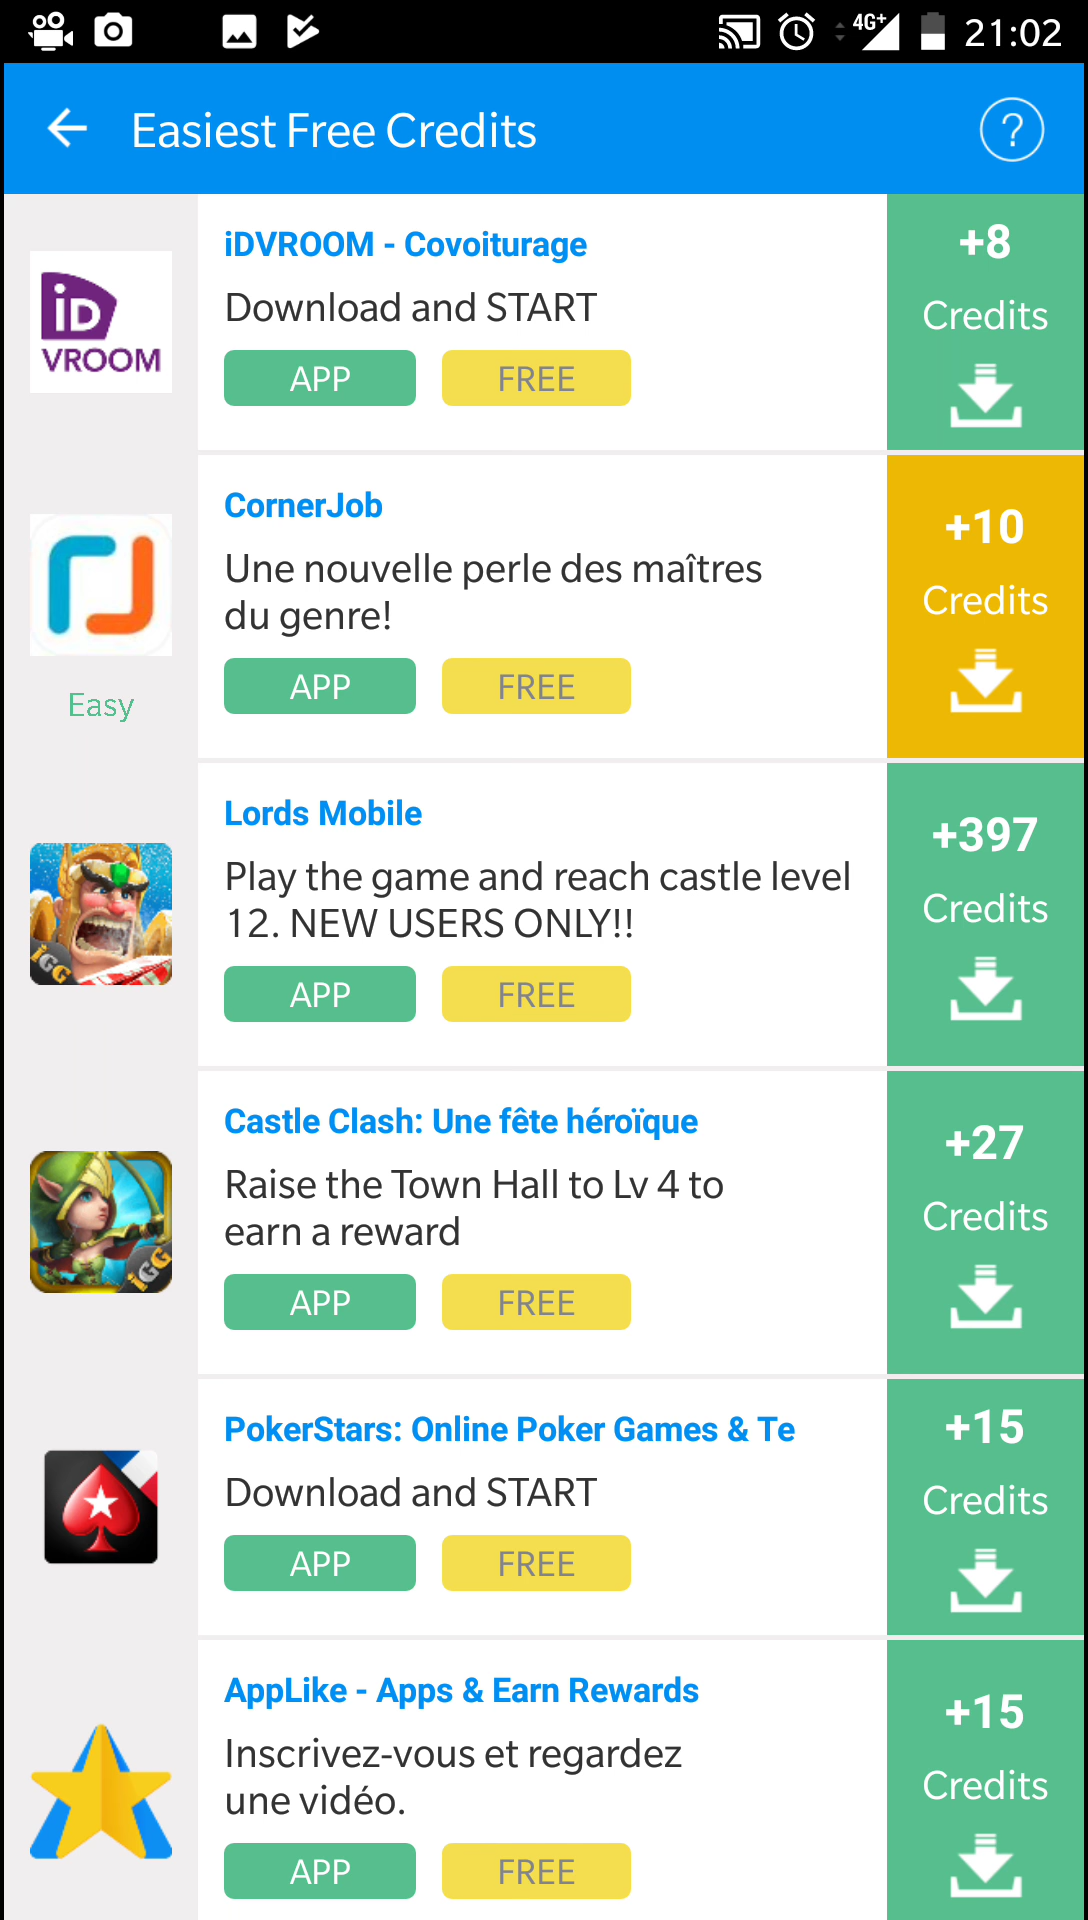 4G+ 21:02
Easiest Free Credits ?
iDVROOM - Covoiturage
Download and START
APP FREE
+8
Credits
iD
VROOM
CornerJob
Une nouvelle perle des maîtres
du genre!
APP FREE
+10
Credits
Easy
Lords Mobile
Play the game and reach castle level
12. NEW USERS ONLY!!
APP FREE
+397
Credits
IGG
Castle Clash: Une fête héroïque
Raise the Town Hall to Lv 4 to
earn a reward
APP FREE
+27
Credits
IGG
PokerStars: Online Poker Games & Te
Download and START
APP FREE
+15
Credits
AppLike - Apps & Earn Rewards
Inscrivez-vous et regardez
une vidéo.
APP FREE
+15
Credits